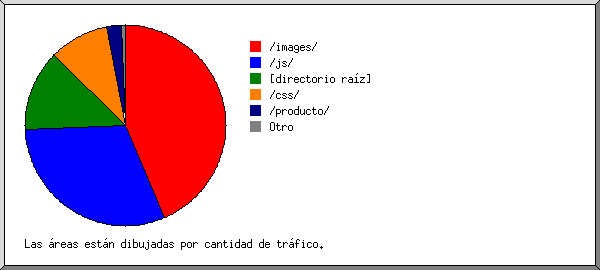 /images/
/js/
[directorio raíz]
/css/
/producto/
Otro
Las áreas están dibujadas por cantidad de tráfico.